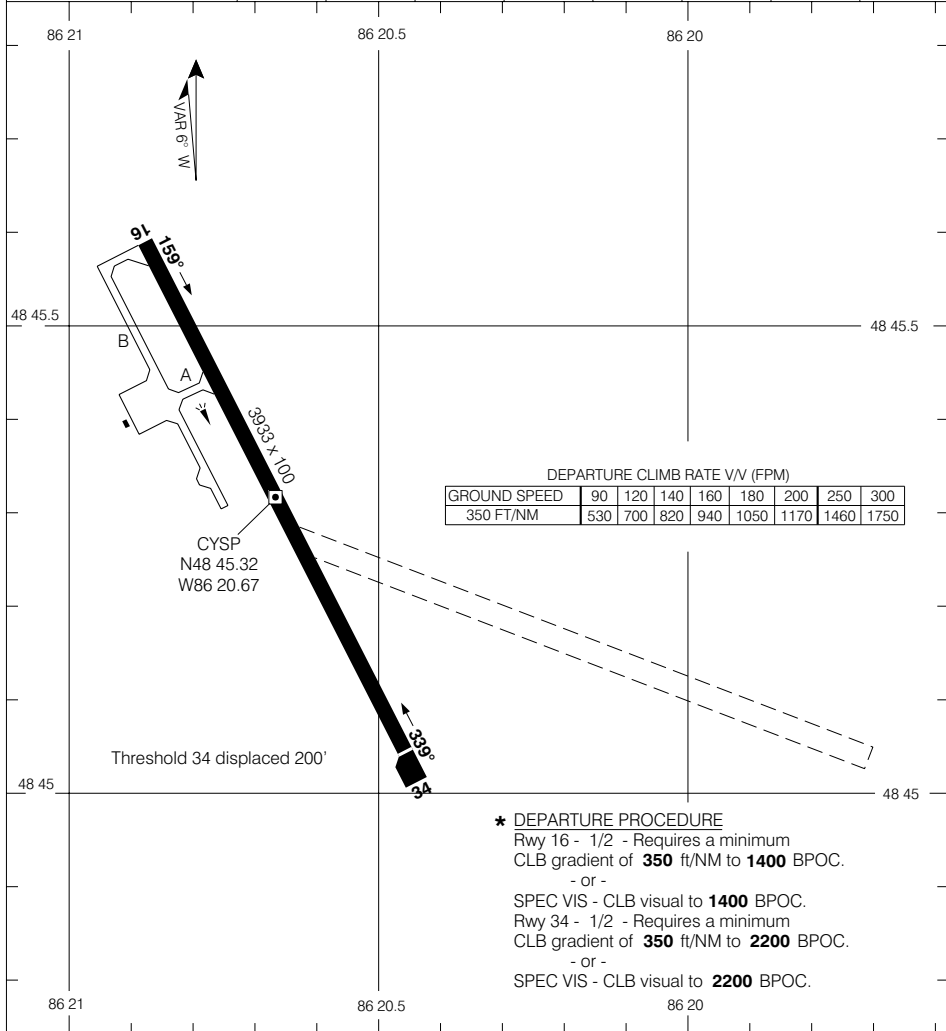 86 21 86 20.5 86 20
VAR 6° W
16
159°
48 45.5 48 45.5
B
A
3933 x 100
DEPARTURE CLIMB RATE V/V (FPM)
GROUND SPEED 90 120 140 160 180 200 250 300
350 FT/NM 530 700 820 940 1050 1170 1460 1750
CYSP
N48 45.32
W86 20.67
339°
Threshold 34 displaced 200'
34
48 45 48 45
* DEPARTURE PROCEDURE
Rwy 16 - 1/2 - Requires a minimum
CLB gradient of 350 ft/NM to 1400 BPOC.
- or -
SPEC VIS - CLB visual to 1400 BPOC.
Rwy 34 - 1/2 - Requires a minimum
CLB gradient of 350 ft/NM to 2200 BPOC.
- or -
SPEC VIS - CLB visual to 2200 BPOC.
86 21 86 20.5 86 20